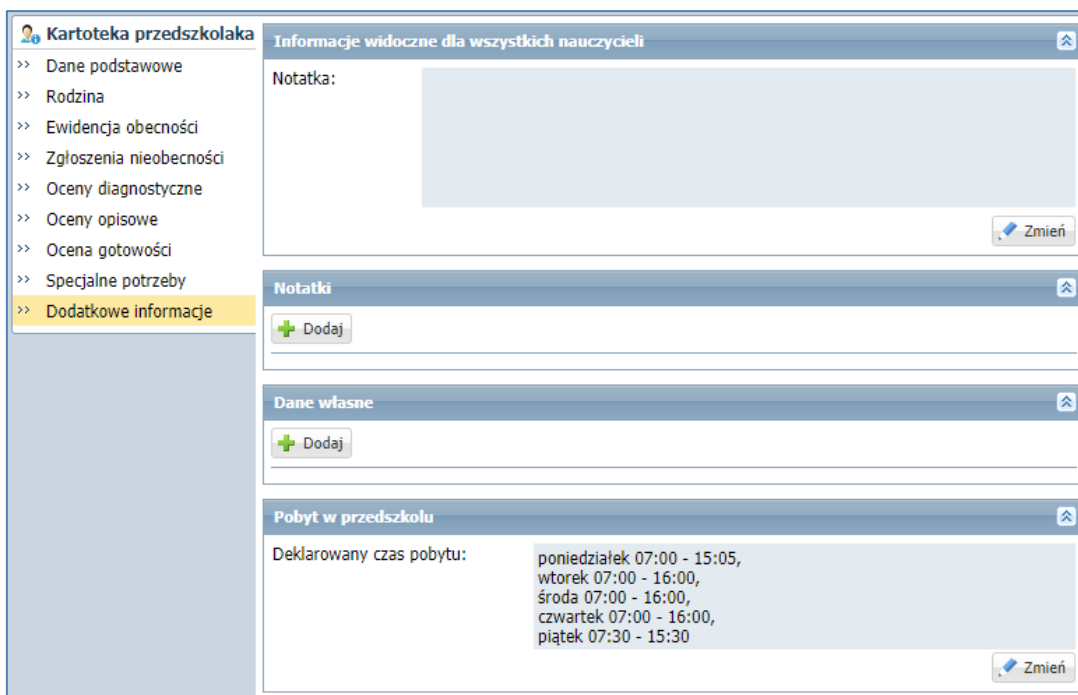 Kartoteka przedszkolaka
Dane podstawowe
Rodzina
Ewidencja obecności
Zgłoszenia nieobecności
Oceny diagnostyczne
Oceny opisowe
Ocena gotowości
Specjalne potrzeby
Dodatkowe informacje
Informacje widoczne dla wszystkich nauczycieli
Notatka:
Zmień
Notatki
Dodaj
Dane własne
Dodaj
Pobyt w przedszkolu
Deklarowany czas pobytu:
poniedziałek 07:00 - 15:05,
wtorek 07:00 - 16:00,
środa 07:00 - 16:00,
czwartek 07:00 - 16:00,
piątek 07:30 - 15:30
Zmień